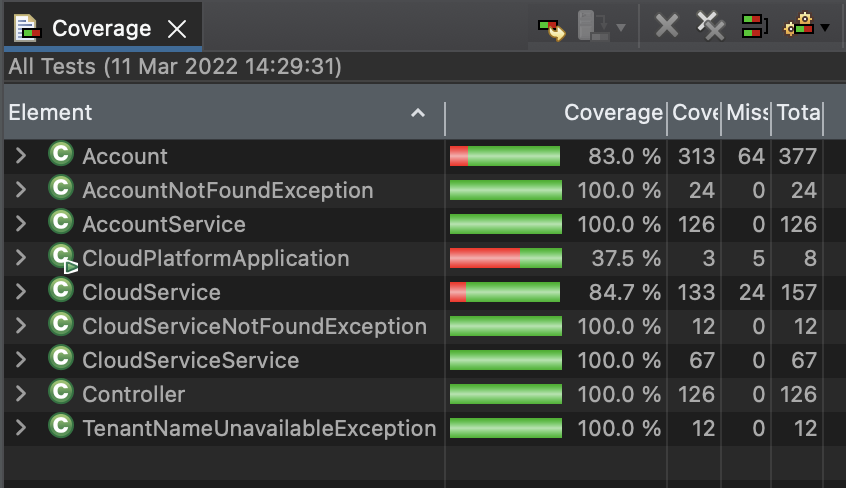 Coverage
All Tests (11 Mar 2022 14:29:31)
Element Coverage Cove Miss Tota
C Account 83.0 % 313 64 377
C AccountNotFoundException 100.0 % 24 0 24
C AccountService 100.0 % 126 0 126
C CloudPlatformApplication 37.5 % 3 5 8
C CloudService 84.7 % 133 24 157
C CloudServiceNotFoundException 100.0 % 12 0 12
C CloudServiceService 100.0 % 67 0 67
C Controller 100.0 % 126 0 126
C TenantNameUnavailableException 100.0 % 12 0 12